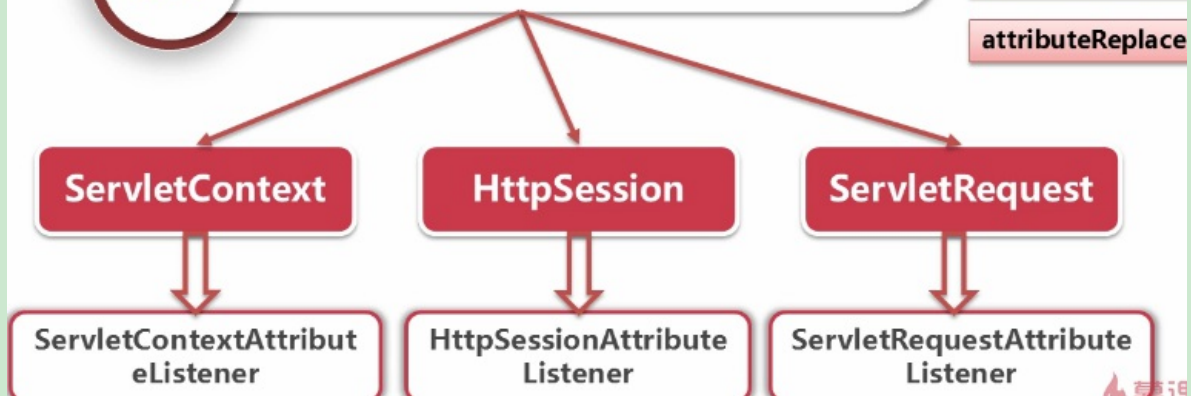 attributeReplace
ServletContext
HttpSession
ServletRequest
ServletContextAttribut
eListener
HttpSessionAttribute
Listener
ServletRequestAttribute
Listener